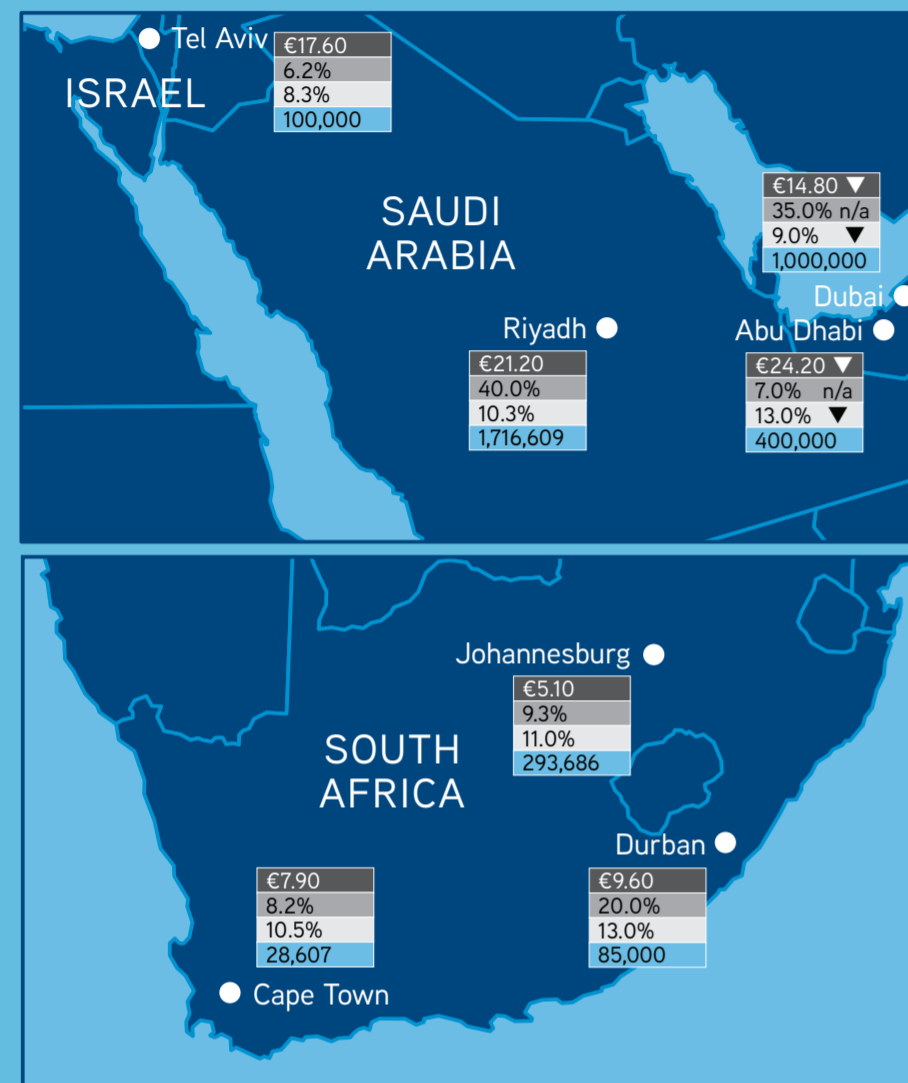 Tel Aviv
€17.60
6.2%
8.3%
100,000
ISRAEL
SAUDI
ARABIA
€14.80 ▼
35.0% n/a
9.0% ▼
1,000,000
Dubai
Riyadh
€21.20
40.0%
10.3%
1,716,609
Abu Dhabi
€24.20 ▼
7.0% n/a
13.0% ▼
400,000
Johannesburg
€5.10
9.3%
11.0%
293,686
SOUTH
AFRICA
Durban
€9.60
20.0%
13.0%
85,000
€7.90
8.2%
10.5%
28,607
Cape Town